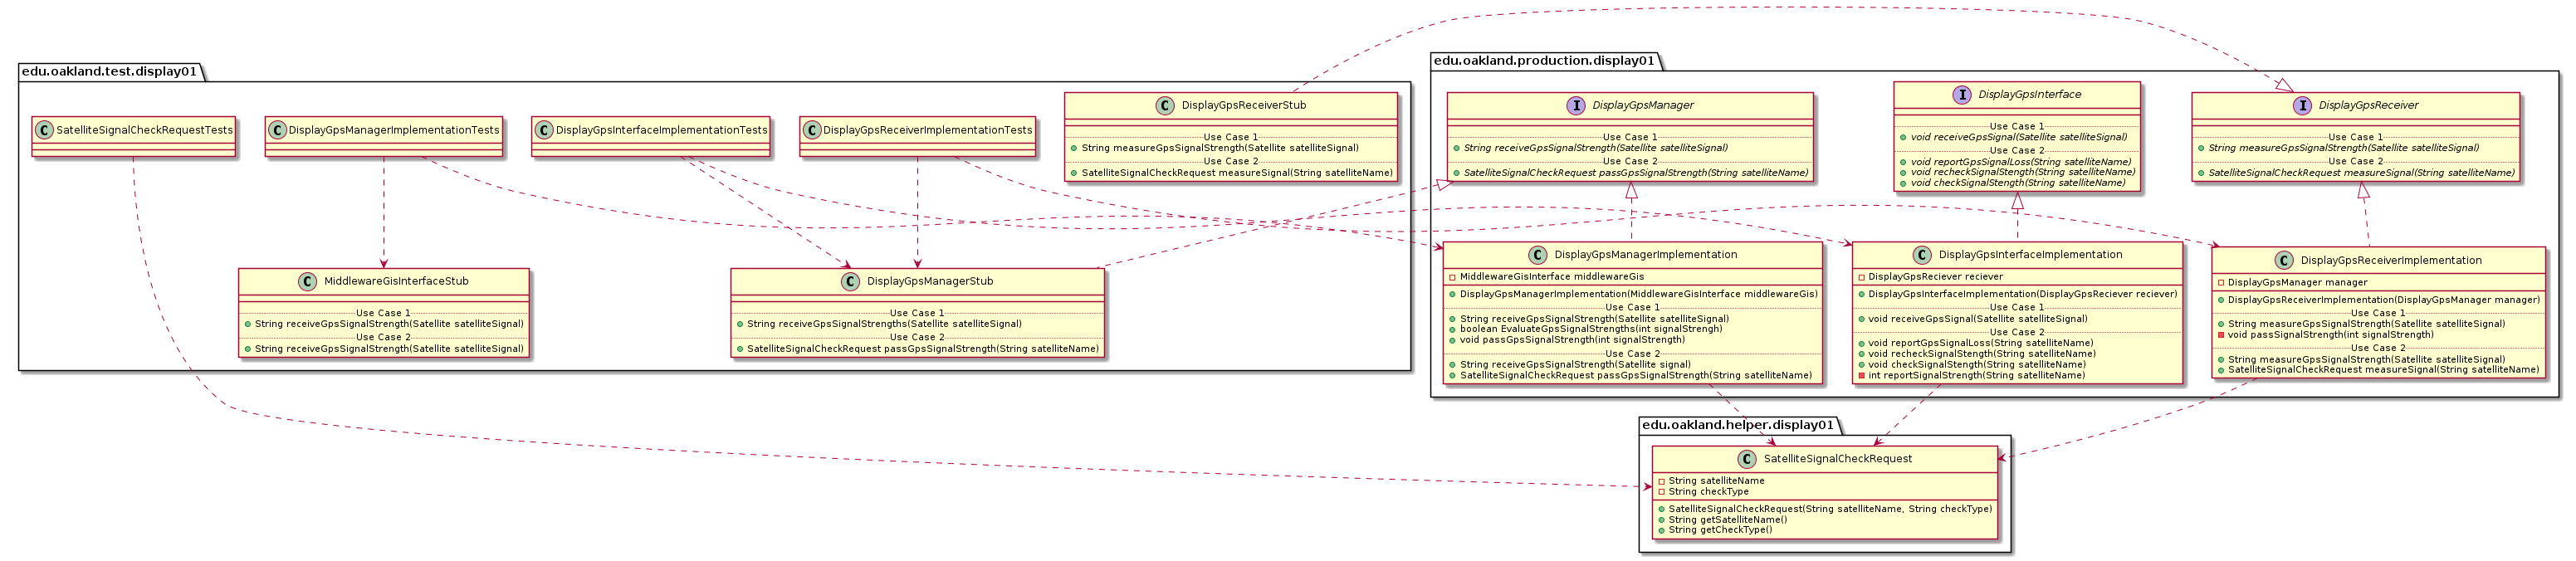 edu.oakland.test.display01
SatelliteSignalCheckRequestTests
DisplayGpsManagerImplementationTests
DisplayGpsInterfaceImplementationTests
DisplayGpsReceiverImplementationTests
DisplayGpsReceiverStub
Use Case 1
String measureGpsSignalStrength(Satellite satelliteSignal)
Use Case 2
SatelliteSignalCheckRequest measureSignal(String satelliteName)
MiddlewareGisInterfaceStub
Use Case 1
String receiveGpsSignalStrength(Satellite satelliteSignal)
Use Case 2
String receiveGpsSignalStrength(Satellite satelliteSignal)
DisplayGpsManagerStub
Use Case 1
String receiveGpsSignalStrengths(Satellite satelliteSignal)
Use Case 2
SatelliteSignalCheckRequest passGpsSignalStrength(String satelliteName)
edu.oakland.production.display01
DisplayGpsManager
Use Case 1
String receiveGpsSignalStrength(Satellite satelliteSignal)
Use Case 2
SatelliteSignalCheckRequest passGpsSignalStrength(String satelliteName)
DisplayGpsInterface
Use Case 1
void receiveGpsSignal(Satellite satelliteSignal)
Use Case 2
void reportGpsSignalLoss(String satelliteName)
void recheckSignalStength(String satelliteName)
void checkSignalStength(String satelliteName)
DisplayGpsReceiver
Use Case 1
String measureGpsSignalStrength(Satellite satelliteSignal)
Use Case 2
SatelliteSignalCheckRequest measureSignal(String satelliteName)
DisplayGpsManagerImplementation
MiddlewareGisInterface middlewareGis
DisplayGpsManagerImplementation(MiddlewareGisInterface middlewareGis)
Use Case 1
String receiveGpsSignalStrength(Satellite satelliteSignal)
boolean EvaluateGpsSignalStrengths(int signalStrengh)
void passGpsSignalStrength(int signalStrength)
Use Case 2
String receiveGpsSignalStrength(Satellite signal)
SatelliteSignalCheckRequest passGpsSignalStrength(String satelliteName)
DisplayGpsInterfaceImplementation
DisplayGpsReciever reciever
DisplayGpsInterfaceImplementation(DisplayGpsReciever reciever)
Use Case 1
void receiveGpsSignal(Satellite satelliteSignal)
Use Case 2
void reportGpsSignalLoss(String satelliteName)
void recheckSignalStength(String satelliteName)
void checkSignalStength(String satelliteName)
int reportSignalStrength(String satelliteName)
DisplayGpsReceiverImplementation
DisplayGpsManager manager
DisplayGpsReceiverImplementation(DisplayGpsManager manager)
Use Case 1
String measureGpsSignalStrength(Satellite satelliteSignal)
void passSignalStrength(int signalStrength)
Use Case 2
String measureGpsSignalStrength(Satellite satelliteSignal)
SatelliteSignalCheckRequest measureSignal(String satelliteName)
edu.oakland.helper.display01
SatelliteSignalCheckRequest
String satelliteName
String checkType
SatelliteSignalCheckRequest(String satelliteName, String checkType)
String getSatelliteName()
String getCheckType()